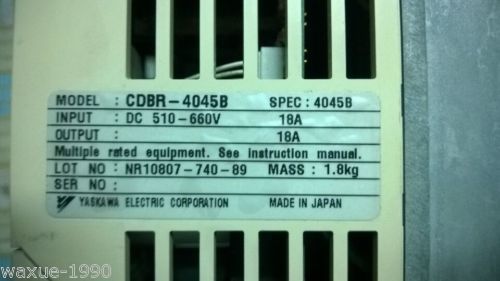 MODEL : CDBR-4045B SPEC: 4045B
INPUT : DC 510-660V 18A
OUTPUT : 18A
Multiple rated equipment. See instruction manual.
LOT NO : NR10807-740-89 MASS : 1.8kg
SER NO :
YASKAWA ELECTRIC CORPORATION MADE IN JAPAN
waxue-1990